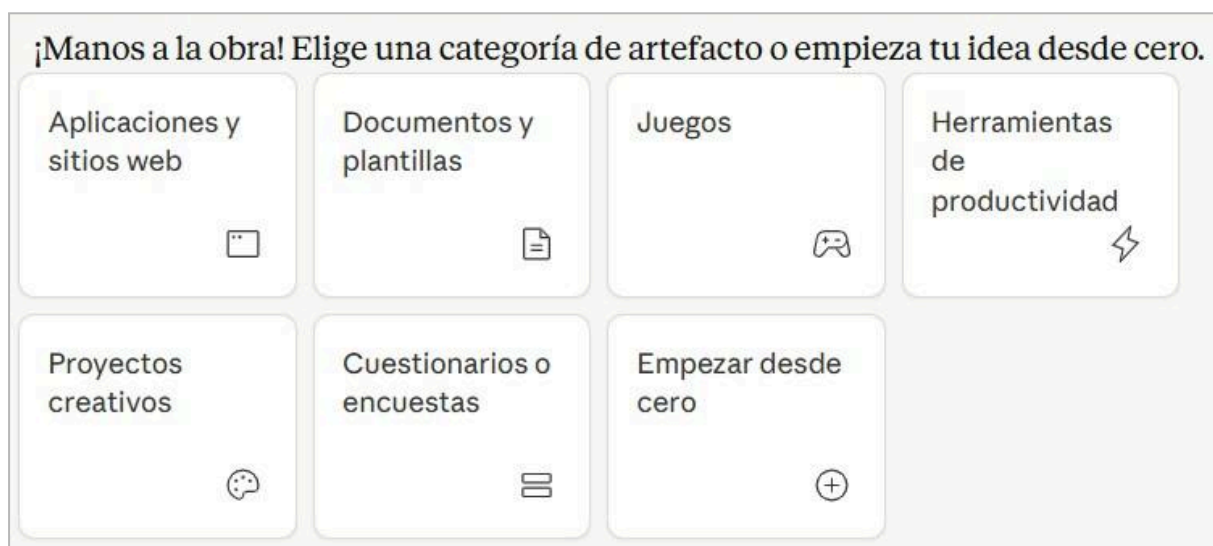 ¡Manos a la obra! Elige una categoría de artefacto o empieza tu idea desde cero.
Aplicaciones y
sitios web
Documentos y
plantillas
Juegos
Herramientas
de
productividad
Proyectos
creativos
Cuestionarios o
encuestas
Empezar desde
cero